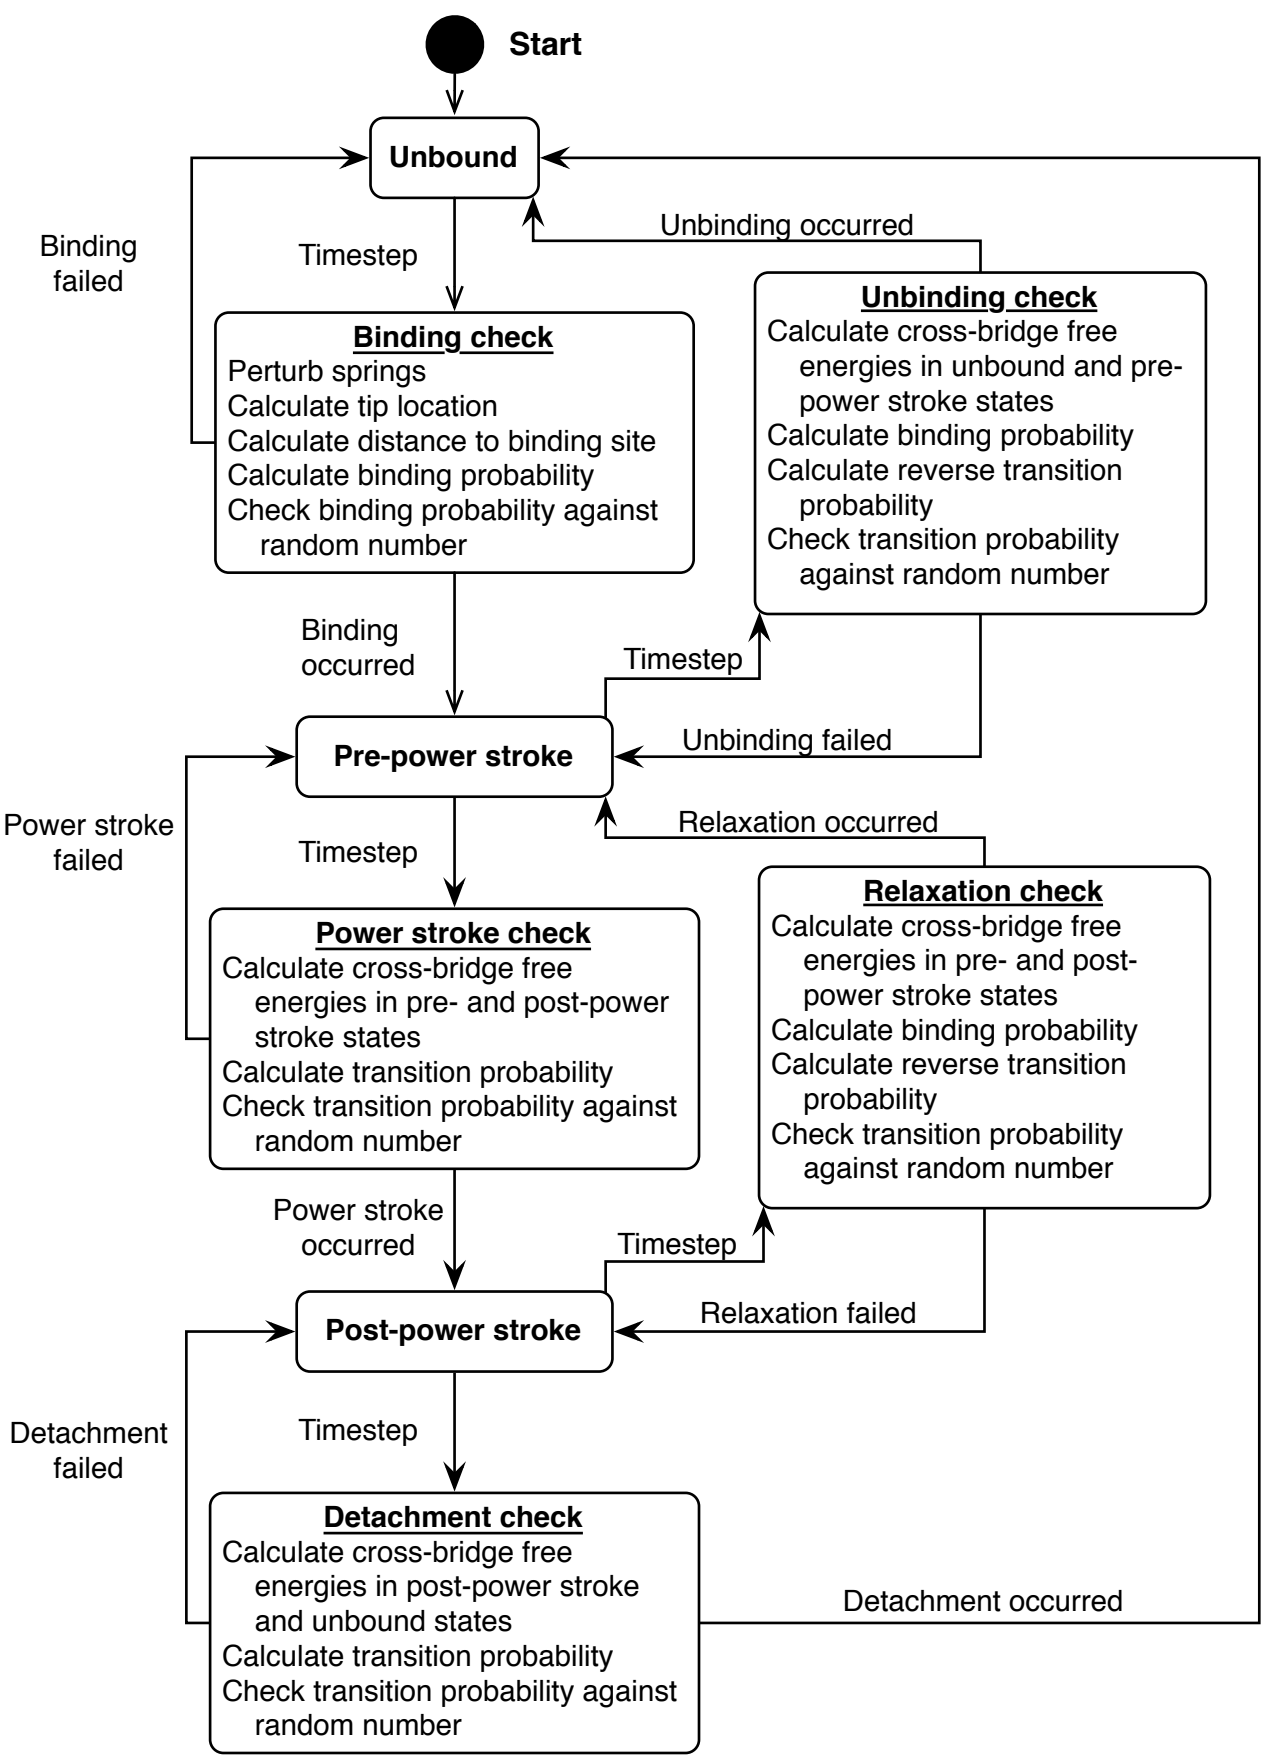 Start
Unbound
Binding
failed
Timestep
Unbinding occurred
Binding check
Perturb springs
Calculate tip location
Calculate distance to binding site
Calculate binding probability
Check binding probability against
random number
Unbinding check
Calculate cross-bridge free
energies in unbound and pre-
power stroke states
Calculate binding probability
Calculate reverse transition
probability
Check transition probability
against random number
Binding
occurred
Timestep
Pre-power stroke
Unbinding failed
Power stroke
failed
Timestep
Relaxation occurred
Power stroke check
Calculate cross-bridge free
energies in pre- and post-power
stroke states
Calculate transition probability
Check transition probability against
random number
Relaxation check
Calculate cross-bridge free
energies in pre- and post-
power stroke states
Calculate binding probability
Calculate reverse transition
probability
Check transition probability
against random number
Power stroke
occurred
Timestep
Post-power stroke
Relaxation failed
Detachment
failed
Timestep
Detachment check
Calculate cross-bridge free
energies in post-power stroke
and unbound states
Calculate transition probability
Check transition probability against
random number
Detachment occurred